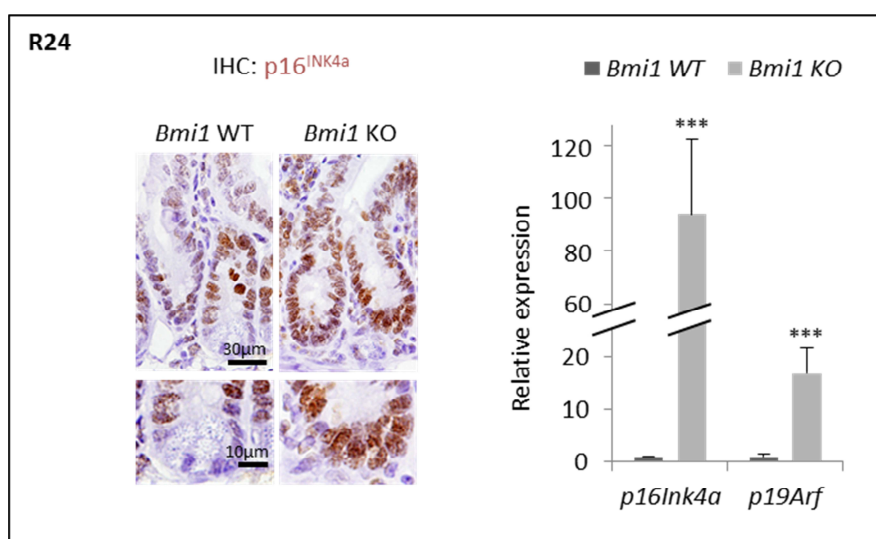 R24
IHC: p16INK4a
Bmi1 WT
Bmi1 KO
30µm
10µm
Bmi1 WT
Bmi1 KO
Relative expression
120
100
80
60
20
10
0
***
***
p16Ink4a
p19Arf